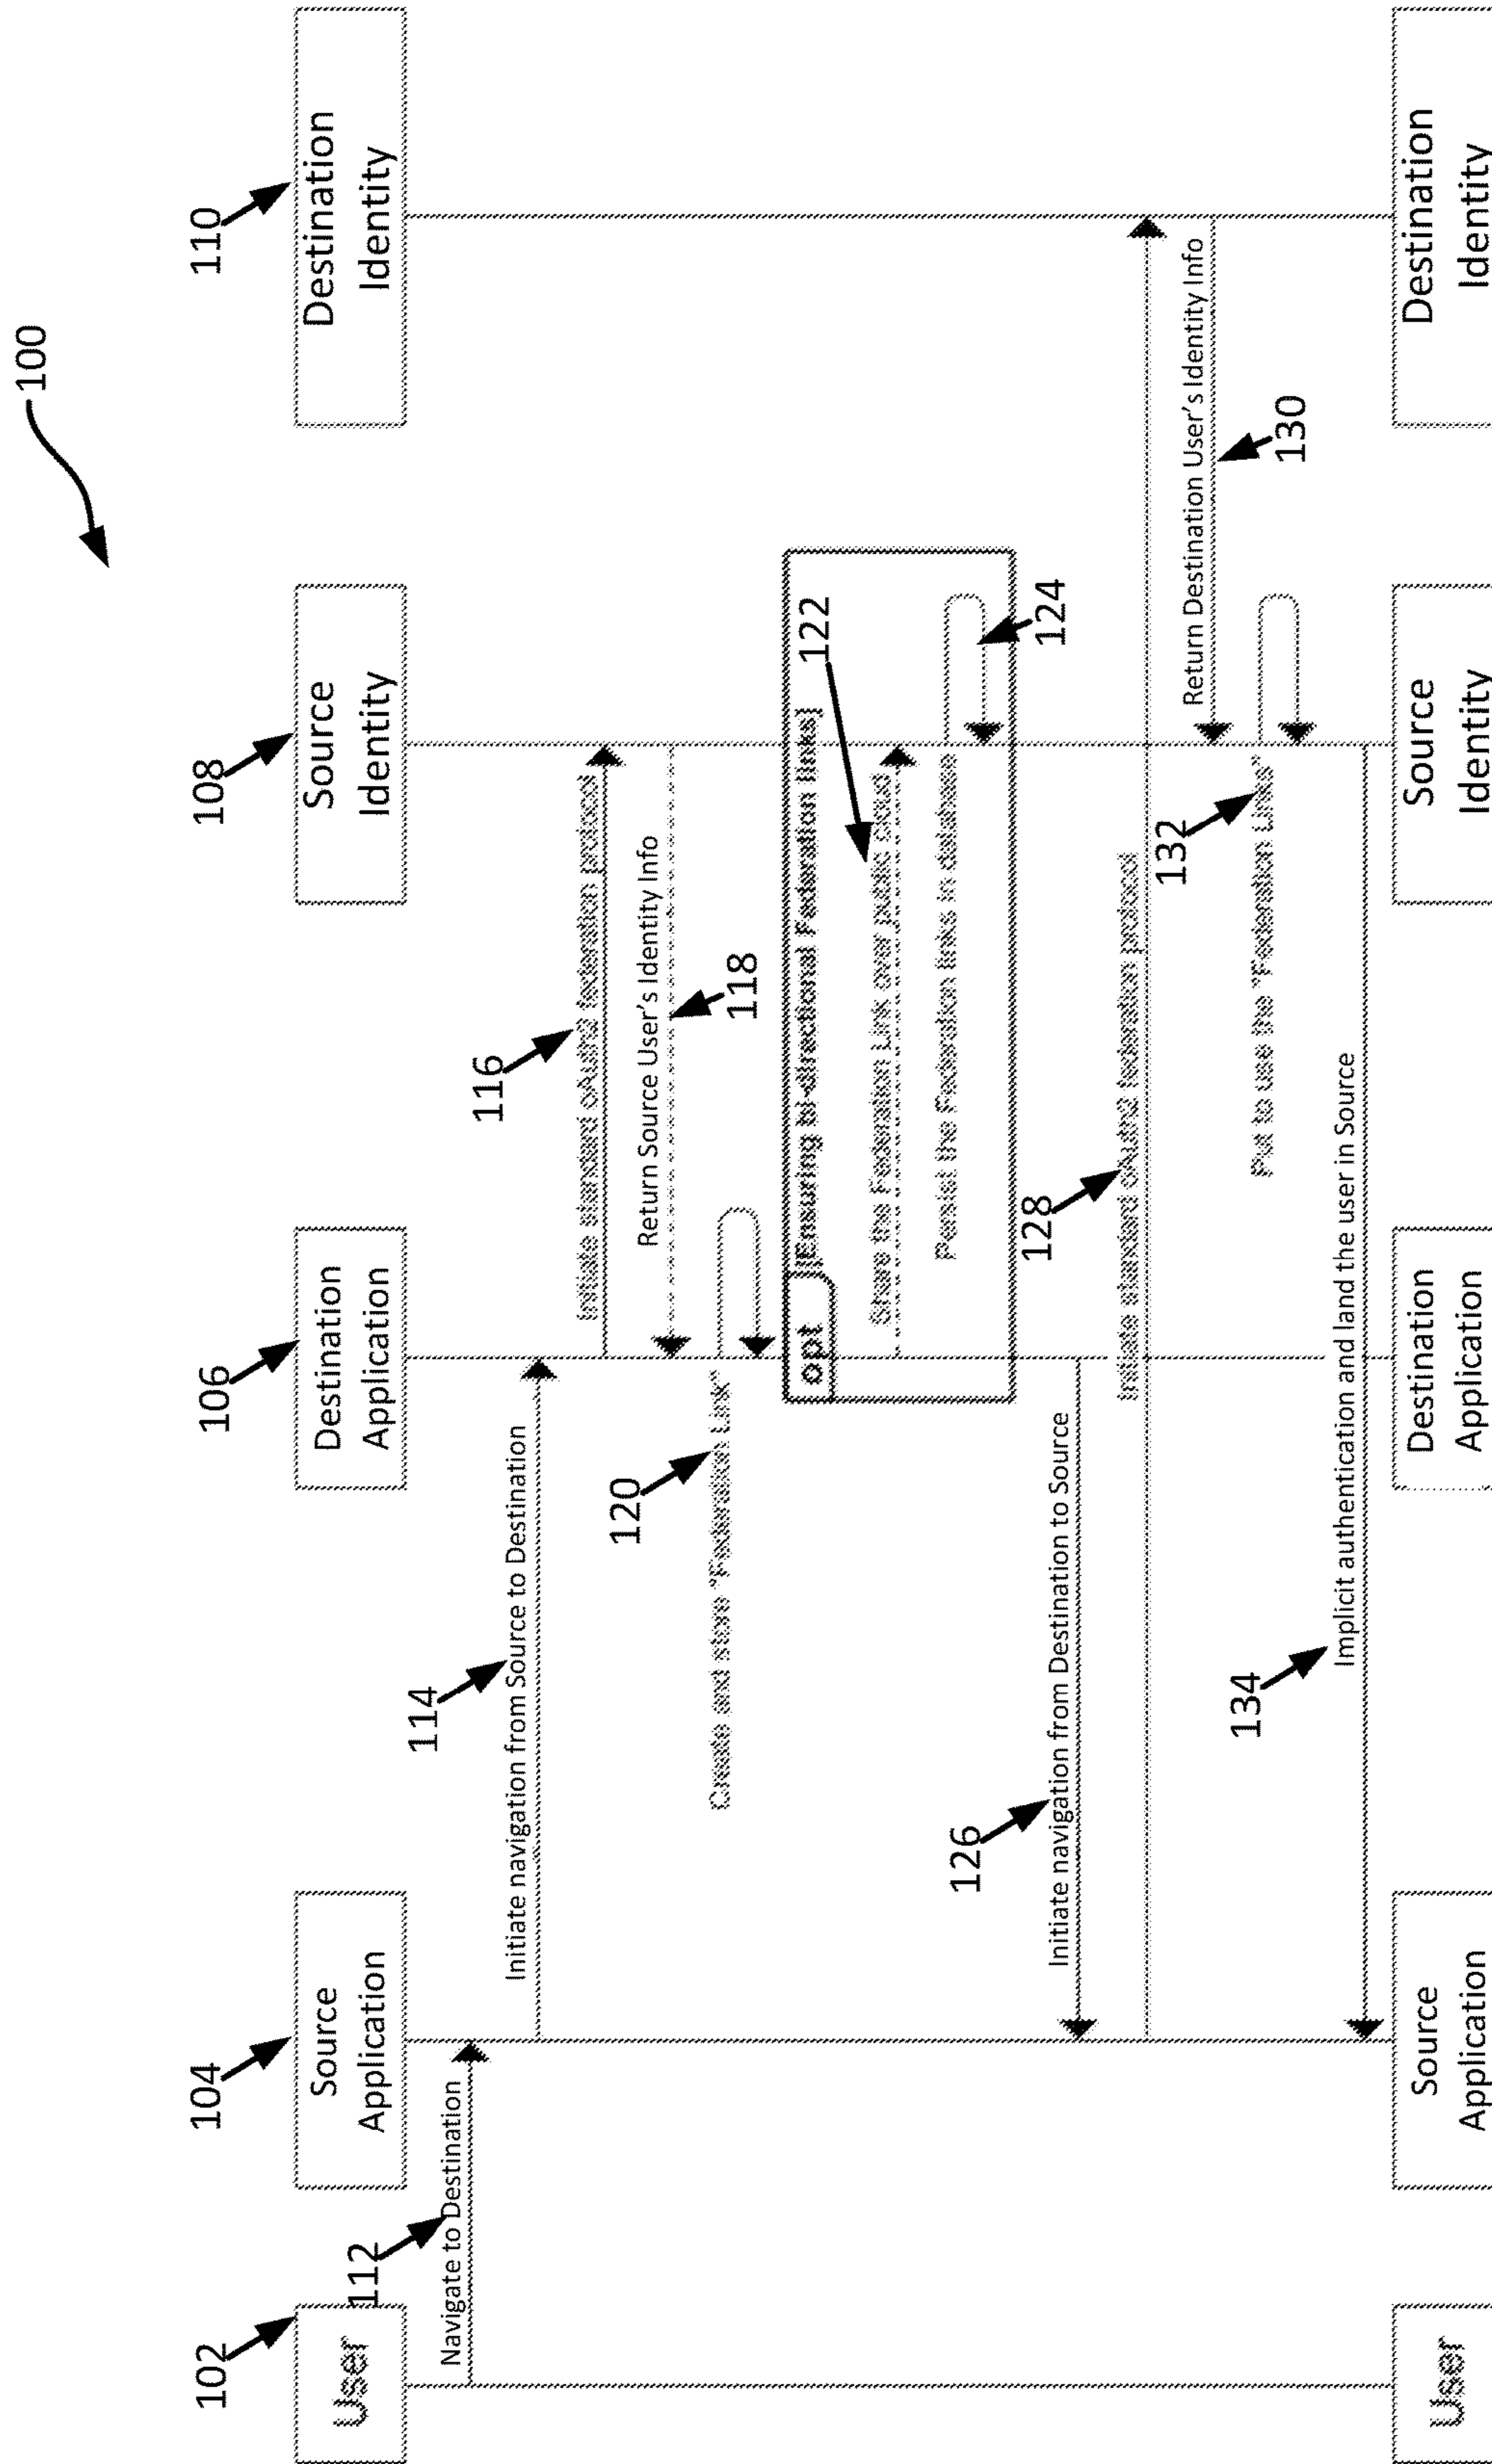 100
102
User
104
Source
Application
106
Destination
Application
108
Source
Identity
110
Destination
Identity
112
Navigate to Destination
114
Initiate navigation from Source to Destination
116
Initiate standard oAuth2 federation protocol
Return Source User's Identity Info
118
120
Create and store "Federation Link"
opt
[Ensuring bi-directional Federation links]
122
Share the Federation Link over public cloud
Persist the Federation links in database
124
126
Initiate navigation from Destination to Source
128
Initiate standard oAuth2 federation protocol
Return Destination User's Identity Info
130
132
Put to use the "Federation Links"
134
Implicit authentication and land the user in Source
User
Source
Application
Destination
Application
Source
Identity
Destination
Identity